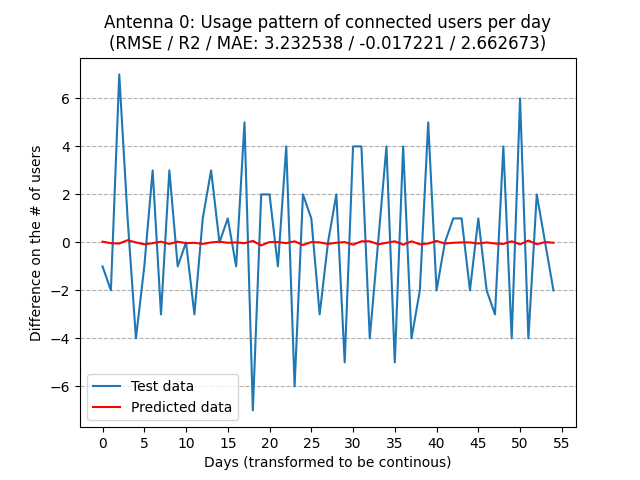 Antenna 0: Usage pattern of connected users per day
(RMSE / R2 / MAE: 3.232538 / -0.017221 / 2.662673)
Difference on the # of users
6
4
2
0
−2
−4
−6
Test data
Predicted data
0 5 10 15 20 25 30 35 40 45 50 55
Days (transformed to be continous)